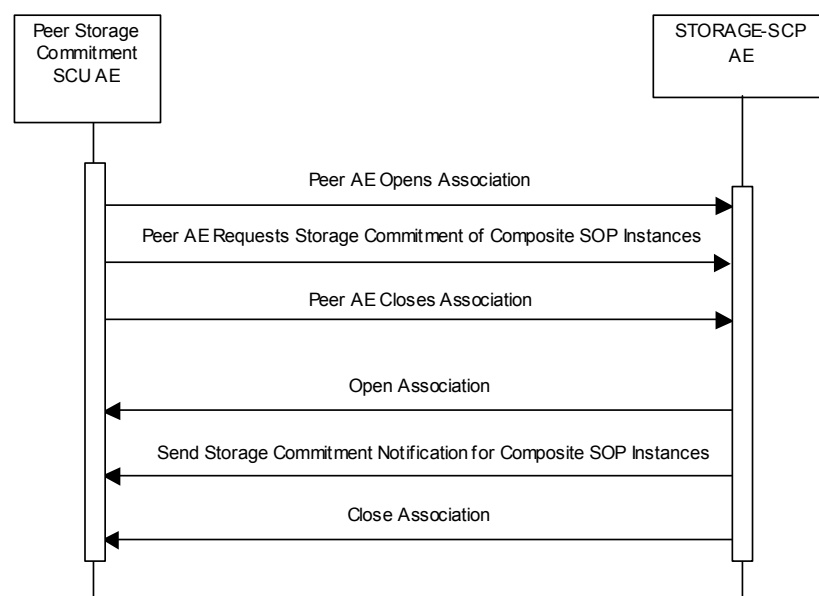 Peer Storage
Commitment
SCU AE
STORAGE-SCP
AE
Peer AE Opens Association
Peer AE Requests Storage Commitment of Composite SOP Instances
Peer AE Closes Association
Open Association
Send Storage Commitment Notification for Composite SOP Instances
Close Association